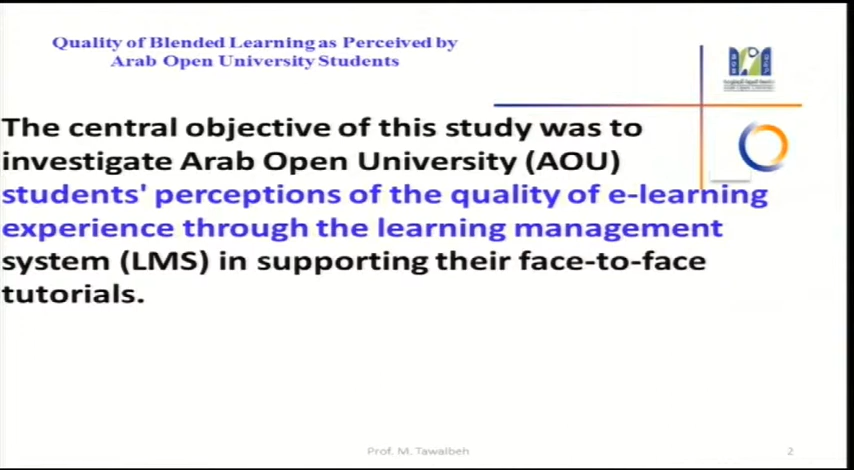 Quality of Blended Learning as Perceived by
Arab Open University Students
The central objective of this study was to
investigate Arab Open University (AOU)
students' perceptions of the quality of e-learning
experience through the learning management
system (LMS) in supporting their face-to-face
tutorials.
Prof. M. Tawalbeh
2